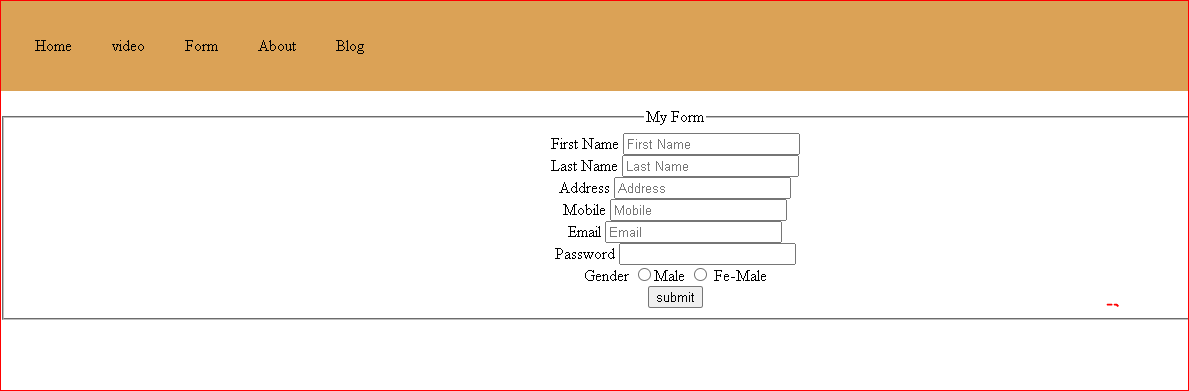 Home video Form About Blog
My Form
First Name First Name
Last Name Last Name
Address Address
Mobile Mobile
Email Email
Password
Gender Male Fe-Male
submit